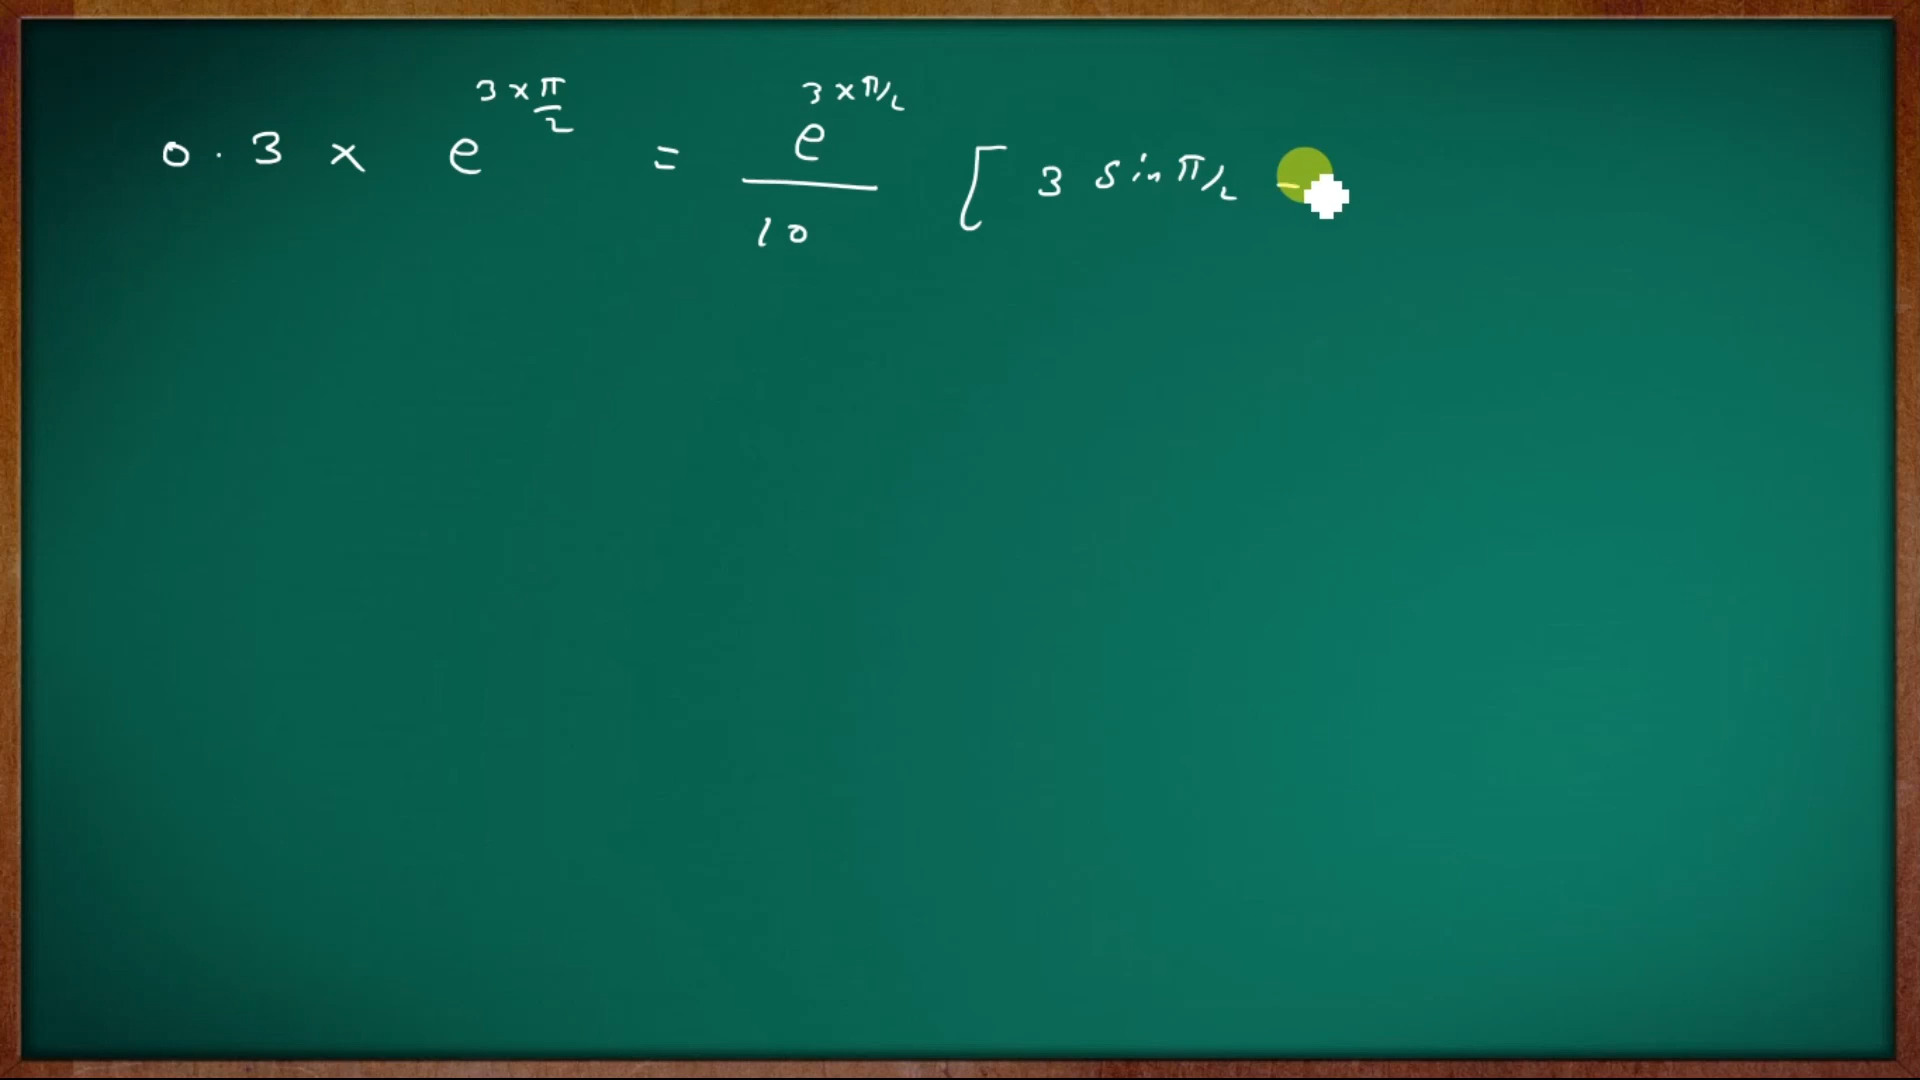 0.3 × e^{3 × π/2} = e^{3 × π/2}/10 [ 3 sin π/2 -